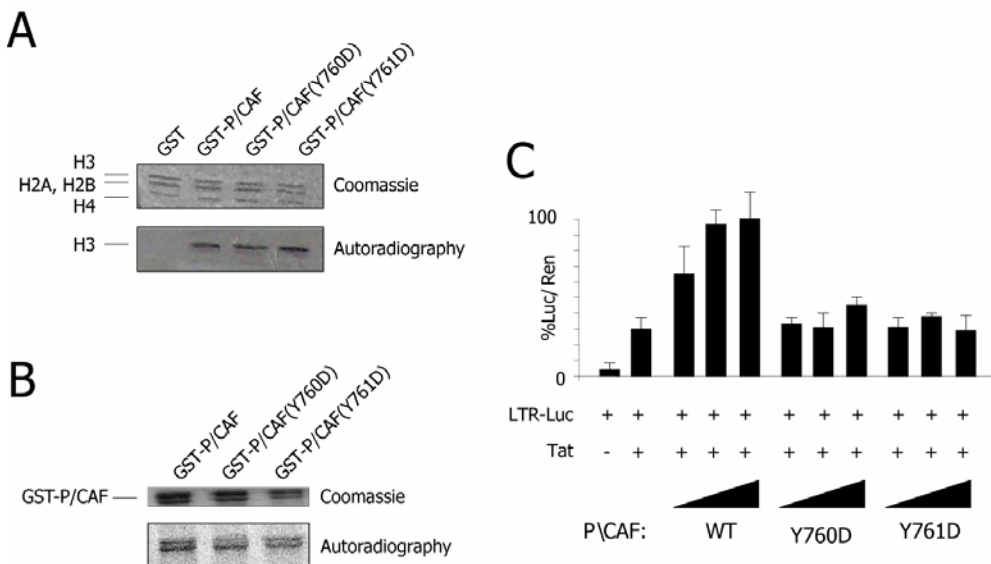 A
GST
GST-P/CAF
GST-P/CAF(Y760D)
GST-P/CAF(Y761D)
H3
H2A, H2B
H4
Coomassie
H3
Autoradiography
B
GST-P/CAF
GST-P/CAF(Y760D)
GST-P/CAF(Y761D)
GST-P/CAF
Coomassie
Autoradiography
C
100
%Luc/ Ren
0
LTR-Luc + + + + + + + + + + +
Tat - + + + + + + + + + +
P\CAF: WT Y760D Y761D